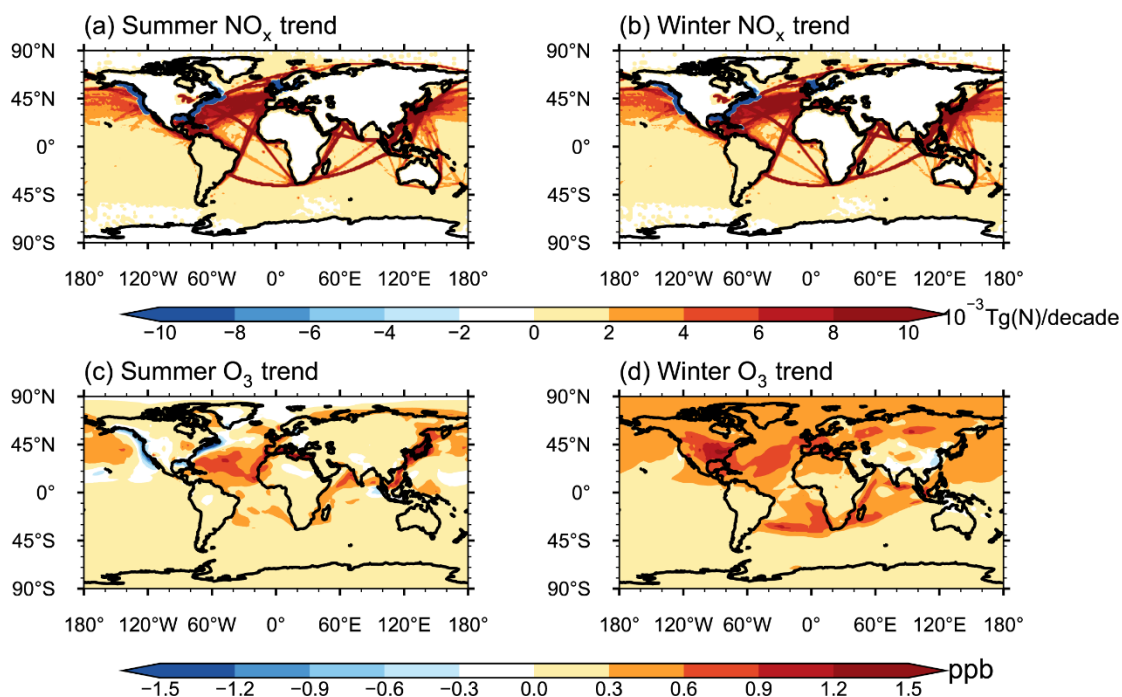 (a) Summer NOx trend
(b) Winter NOx trend
90°N
45°N
0°
45°S
90°S
90°N
45°N
0°
45°S
90°S
180° 120°W 60°W 0° 60°E 120°E 180°
180° 120°W 60°W 0° 60°E 120°E 180°
−10 −8 −6 −4 −2 0 2 4 6 8 10
10⁻³Tg(N)/decade
(c) Summer O₃ trend
(d) Winter O₃ trend
90°N
45°N
0°
45°S
90°S
90°N
45°N
0°
45°S
90°S
180° 120°W 60°W 0° 60°E 120°E 180°
180° 120°W 60°W 0° 60°E 120°E 180°
−1.5 −1.2 −0.9 −0.6 −0.3 0.0 0.3 0.6 0.9 1.2 1.5
ppb